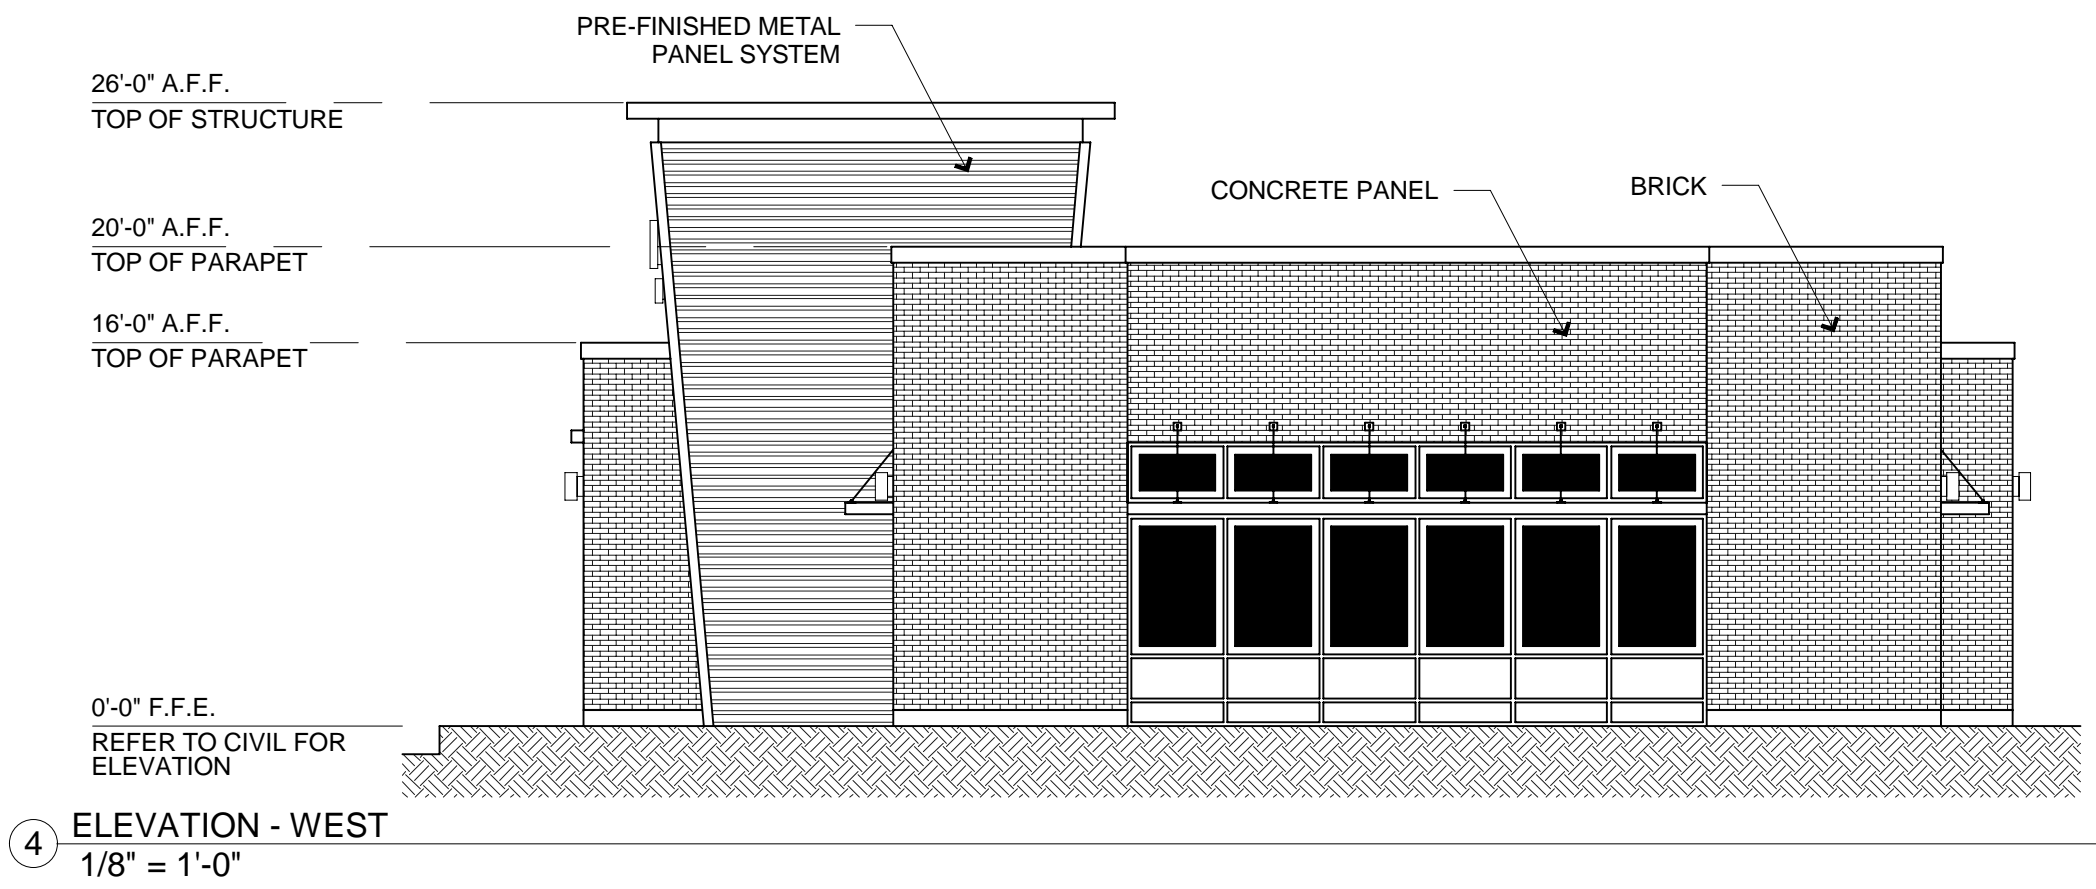 PRE-FINISHED METAL
PANEL SYSTEM
26'-0" A.F.F.
TOP OF STRUCTURE
CONCRETE PANEL
BRICK
20'-0" A.F.F.
TOP OF PARAPET
16'-0" A.F.F.
TOP OF PARAPET
0'-0" F.F.E.
REFER TO CIVIL FOR
ELEVATION
4
ELEVATION - WEST
1/8" = 1'-0"